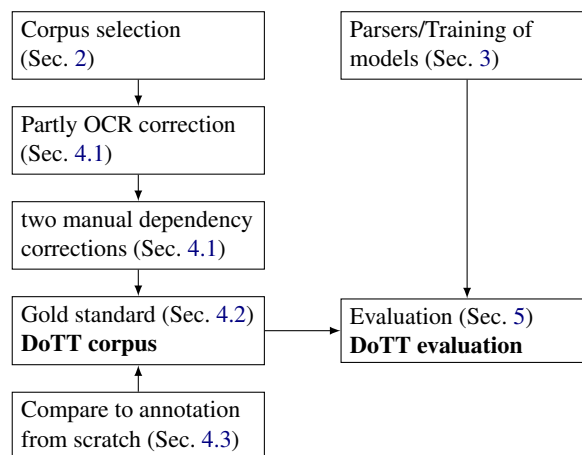 Corpus selection
(Sec. 2)
Partly OCR correction
(Sec. 4.1)
two manual dependency
corrections (Sec. 4.1)
Gold standard (Sec. 4.2)
DoTT corpus
Compare to annotation
from scratch (Sec. 4.3)
Parsers/Training of
models (Sec. 3)
Evaluation (Sec. 5)
DoTT evaluation